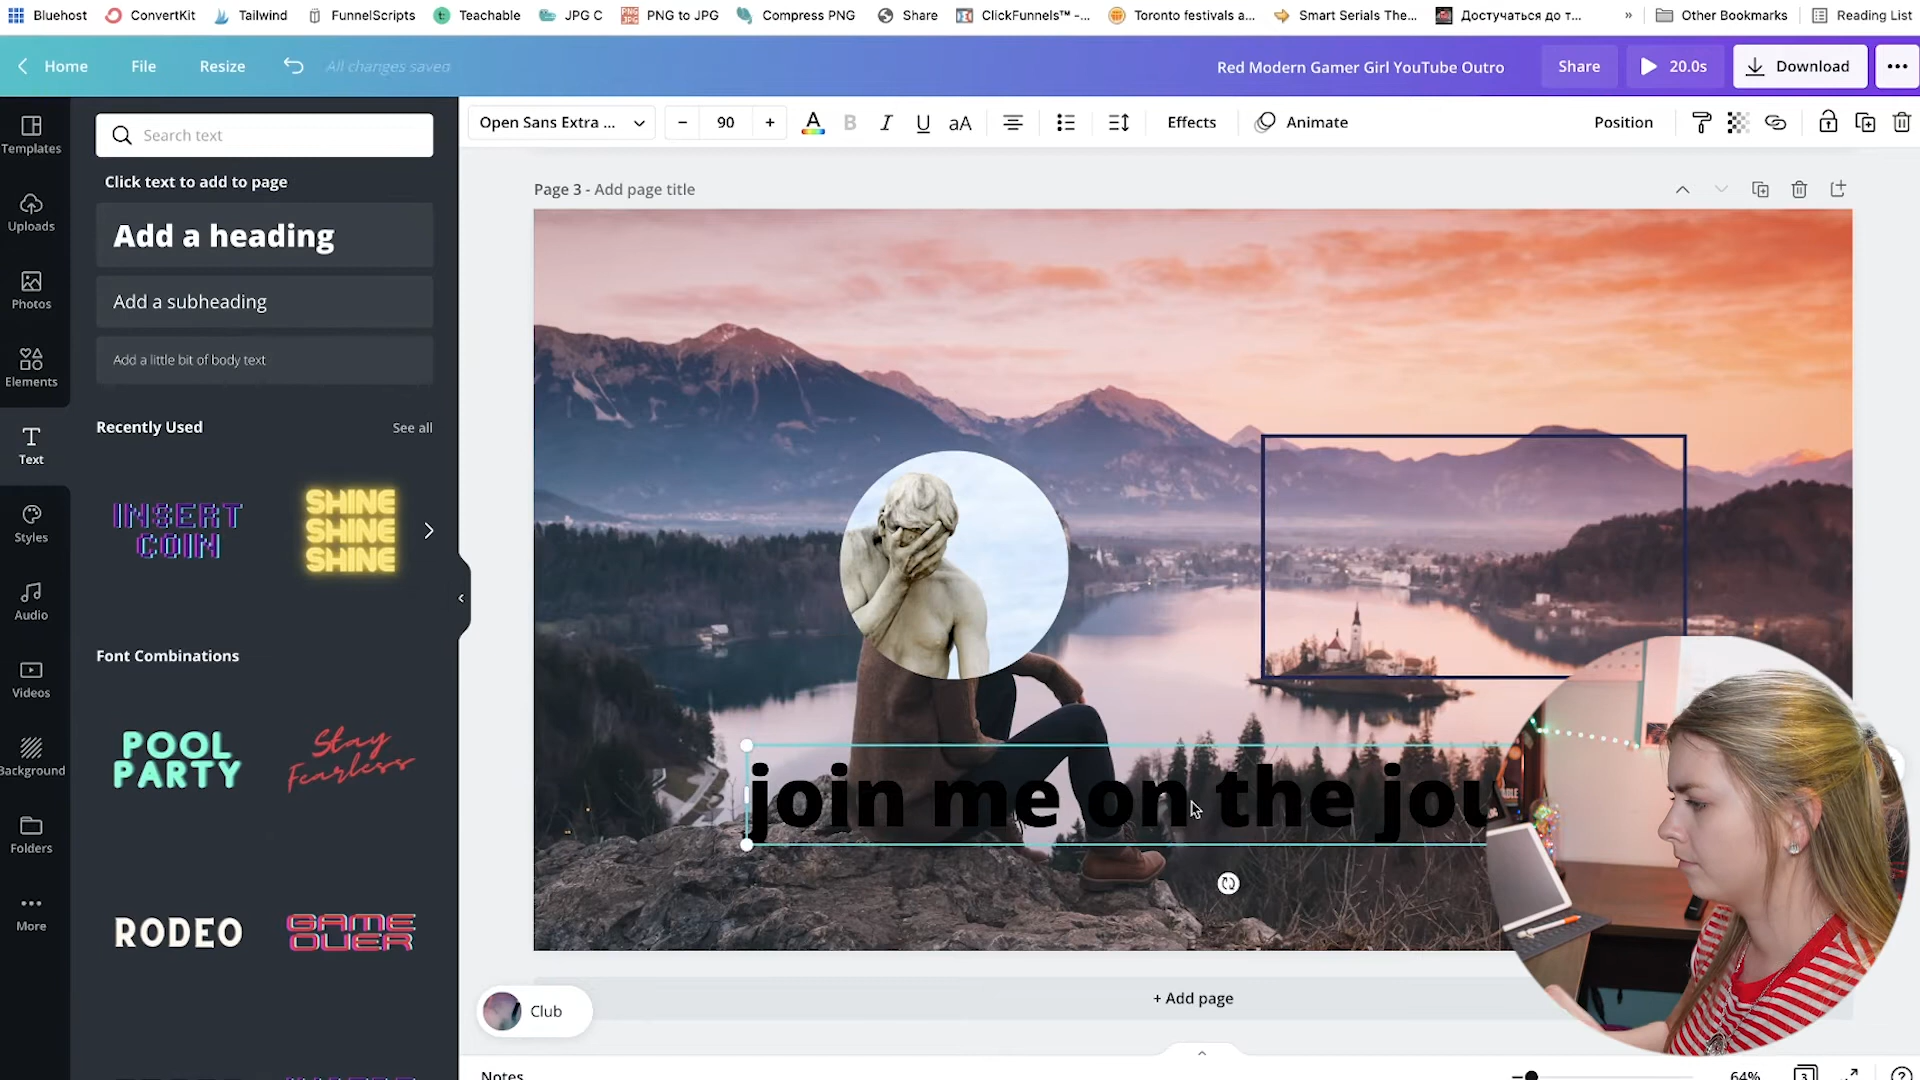 Bluehost
ConvertKit
Tailwind
FunnelScripts
Teachable
JPG C
PNG to JPG
Compress PNG
Share
ClickFunnels™ -...
Toronto festivals a...
Smart Serials The...
Достучаться до т...
»
Other Bookmarks
Reading List
Home
File
Resize
All changes saved
Red Modern Gamer Girl YouTube Outro
Share
20.0s
Download
Templates
Uploads
Photos
Elements
Text
Styles
Audio
Videos
Background
Folders
More
Search text
Click text to add to page
Add a heading
Add a subheading
Add a little bit of body text
Recently Used
See all
INSERT
COIN
SHINE
SHINE
SHINE
Font Combinations
POOL
PARTY
Stay
Fearless
RODEO
GAME
OVER
Open Sans Extra ...
− 90 +
A
B
I
U
aA
Effects
Animate
Position
Page 3 - Add page title
join me on the jou
Club
+ Add page
Notes
64%
3
?